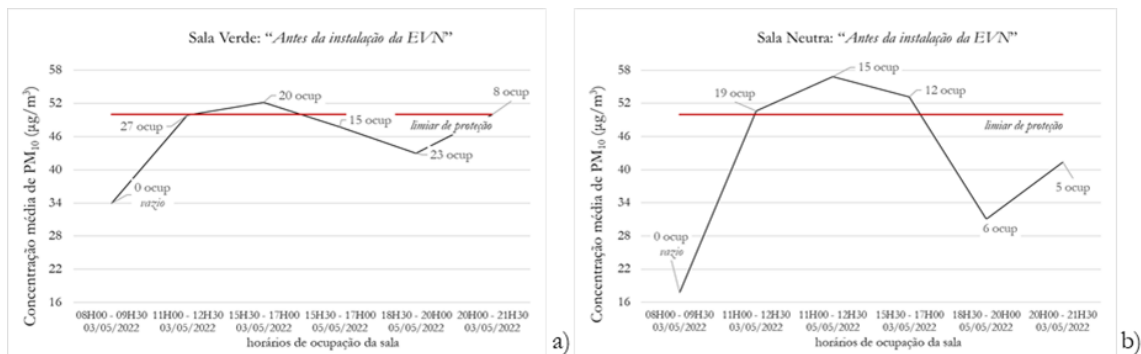 Sala Verde: “Antes da instalação da EVN”
Concentração média de PM₁₀ (µg/m³)
58
52
46
40
34
28
22
16
0 ocup
vazio
27 ocup
20 ocup
15 ocup
23 ocup
8 ocup
limiar de proteção
08H00 - 09H30 11H00 - 12H30 15H30 - 17H00 15H30 - 17H00 18H30 - 20H00 20H00 - 21H30
03/05/2022 03/05/2022 03/05/2022 03/05/2022 03/05/2022 03/05/2022
horários de ocupação da sala
a)
Sala Neutra: “Antes da instalação da EVN”
Concentração média de PM₁₀ (µg/m³)
58
52
46
40
34
28
22
16
0 ocup
vazio
19 ocup
15 ocup
12 ocup
6 ocup
5 ocup
limiar de proteção
08H00 - 09H30 11H00 - 12H30 11H00 - 12H30 15H30 - 17H00 18H30 - 20H00 20H00 - 21H30
03/05/2022 03/05/2022 03/05/2022 03/05/2022 03/05/2022 03/05/2022
horários de ocupação da sala
b)